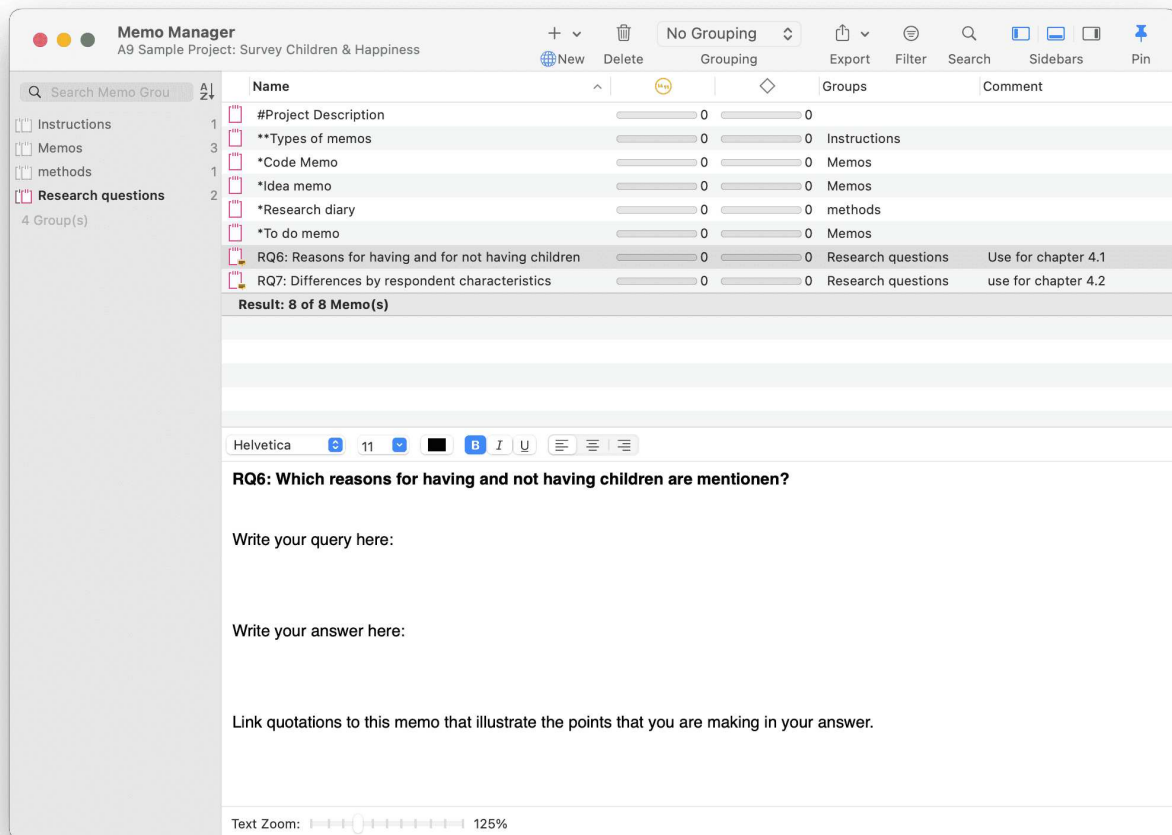 Memo Manager
A9 Sample Project: Survey Children & Happiness
New
Delete
No Grouping
Grouping
Export
Filter
Search
Sidebars
Pin
Search Memo Grou
Instructions 1
Memos 3
methods 1
Research questions 2
4 Group(s)
Name Groups Comment
#Project Description 0 0
**Types of memos 0 0 Instructions
*Code Memo 0 0 Memos
*Idea memo 0 0 Memos
*Research diary 0 0 methods
*To do memo 0 0 Memos
RQ6: Reasons for having and for not having children 0 0 Research questions Use for chapter 4.1
RQ7: Differences by respondent characteristics 0 0 Research questions use for chapter 4.2
Result: 8 of 8 Memo(s)
Helvetica 11 B I U
RQ6: Which reasons for having and not having children are mentionen?
Write your query here:
Write your answer here:
Link quotations to this memo that illustrate the points that you are making in your answer.
Text Zoom: 125%